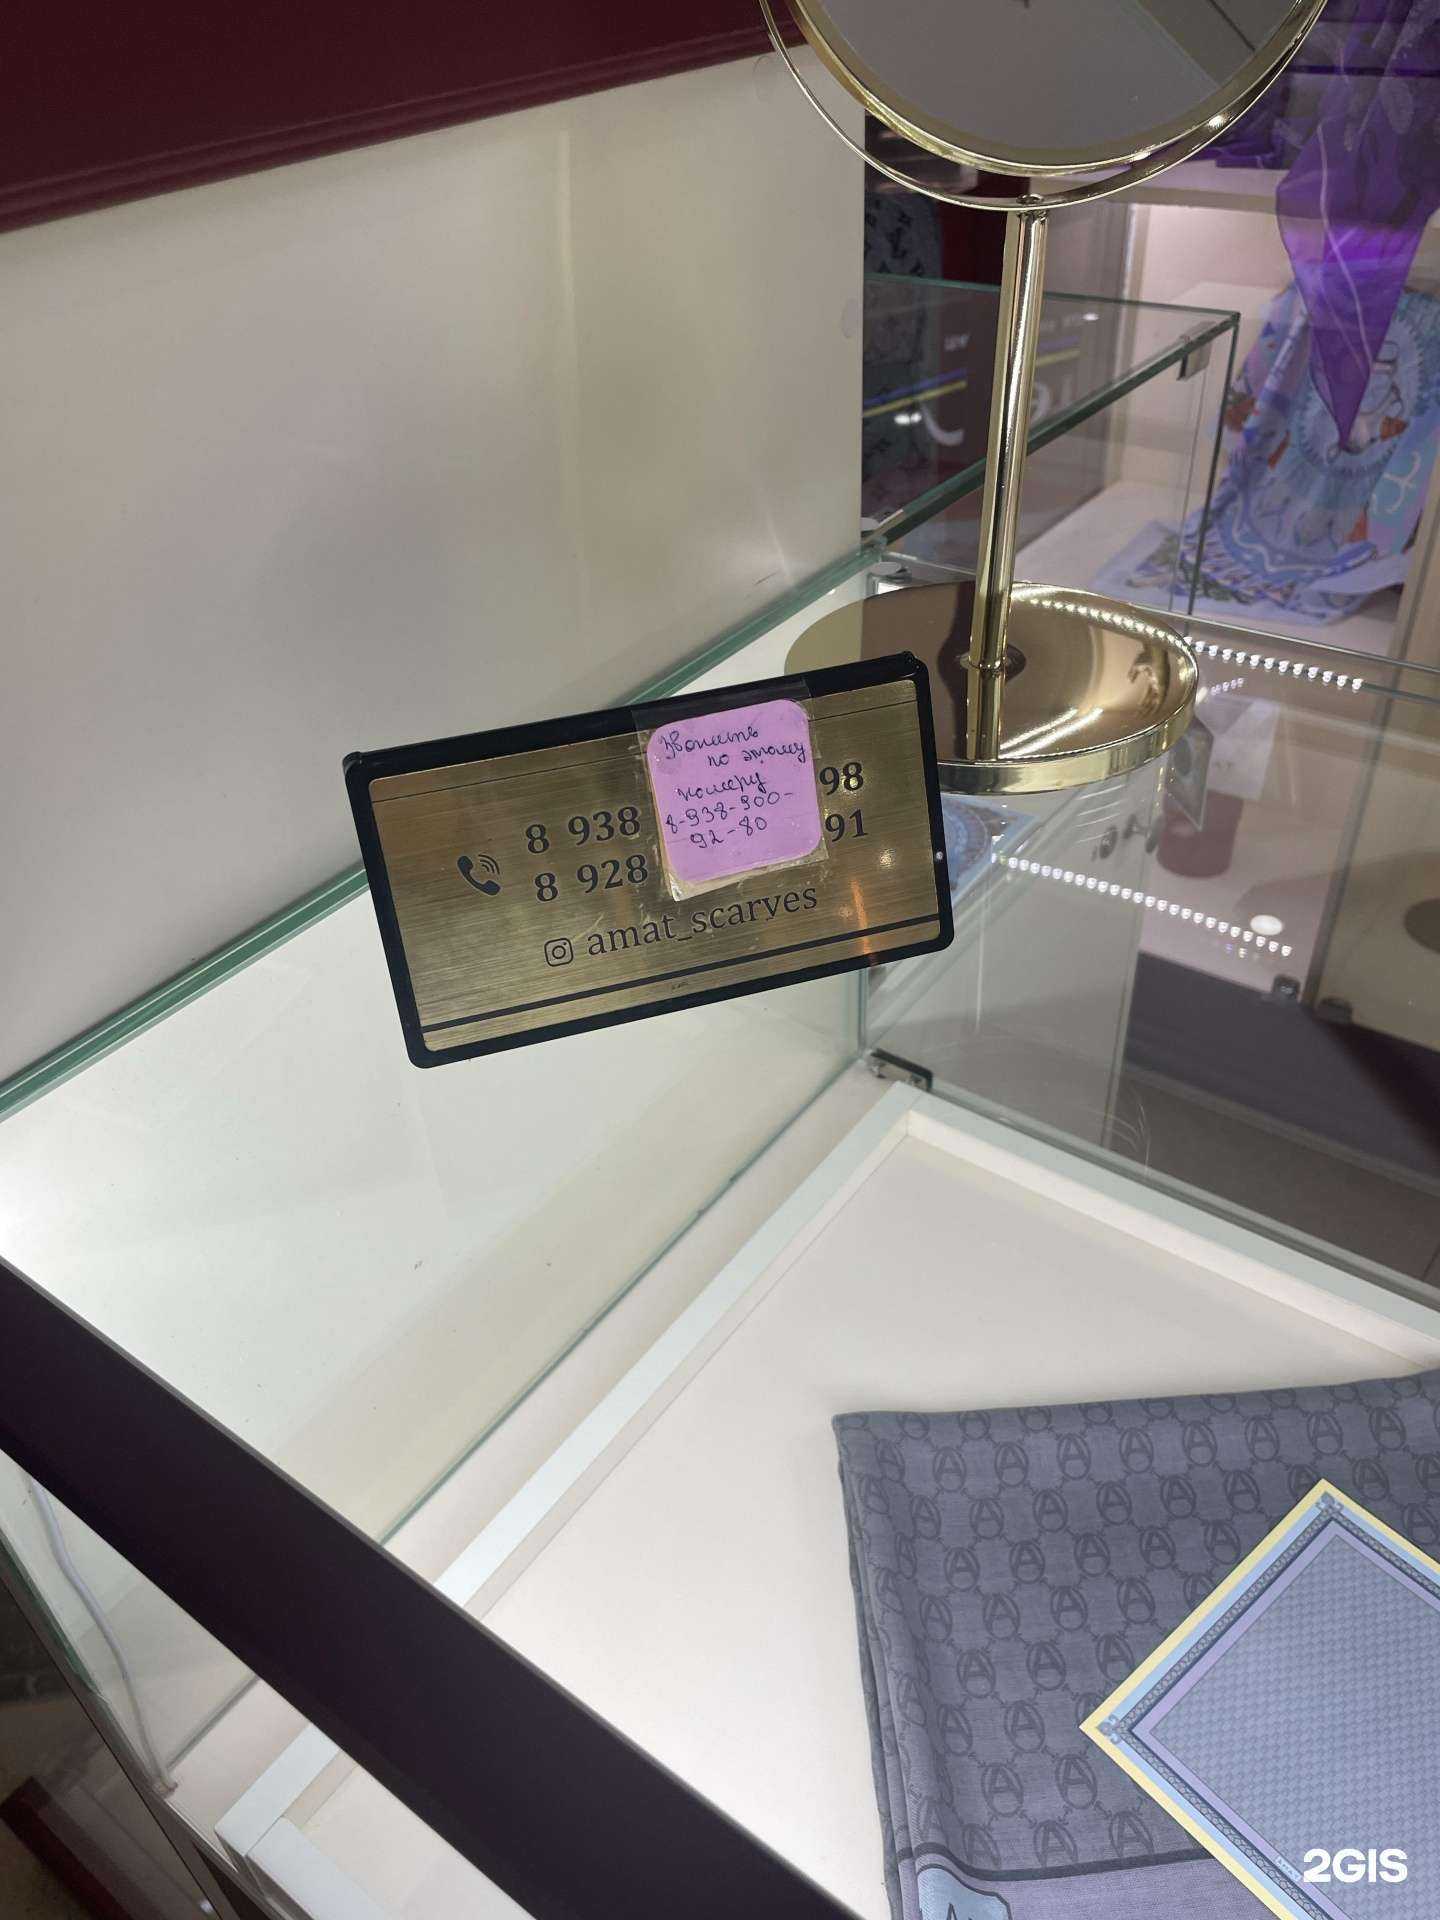 Звонить
по этому
номеру
8-938-900-
92-80
8 938 98
8 928 91
amat_scarves
2GIS